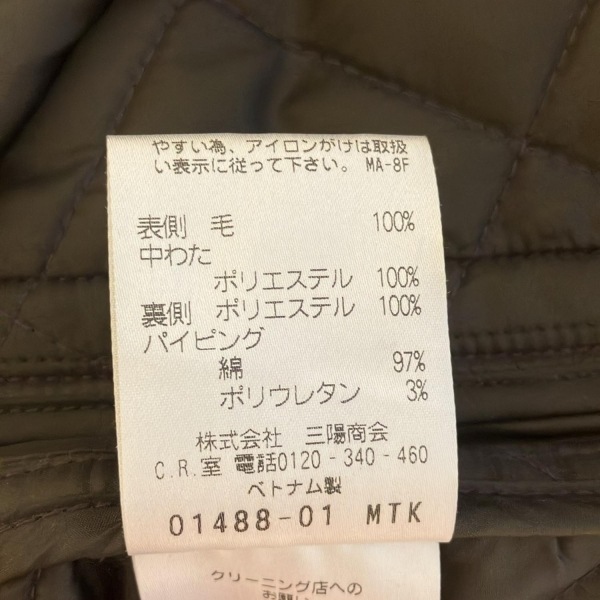 やすい為、アイロンがけは取扱
い表示に従って下さい。 MA-8F
表側 毛 100%
中わた
ポリエステル 100%
裏側 ポリエステル 100%
パイピング
綿 97%
ポリウレタン 3%
株式会社 三陽商会
C.R.室 電話0120-340-460
ベトナム製
01488-01 MTK
クリーニング店への